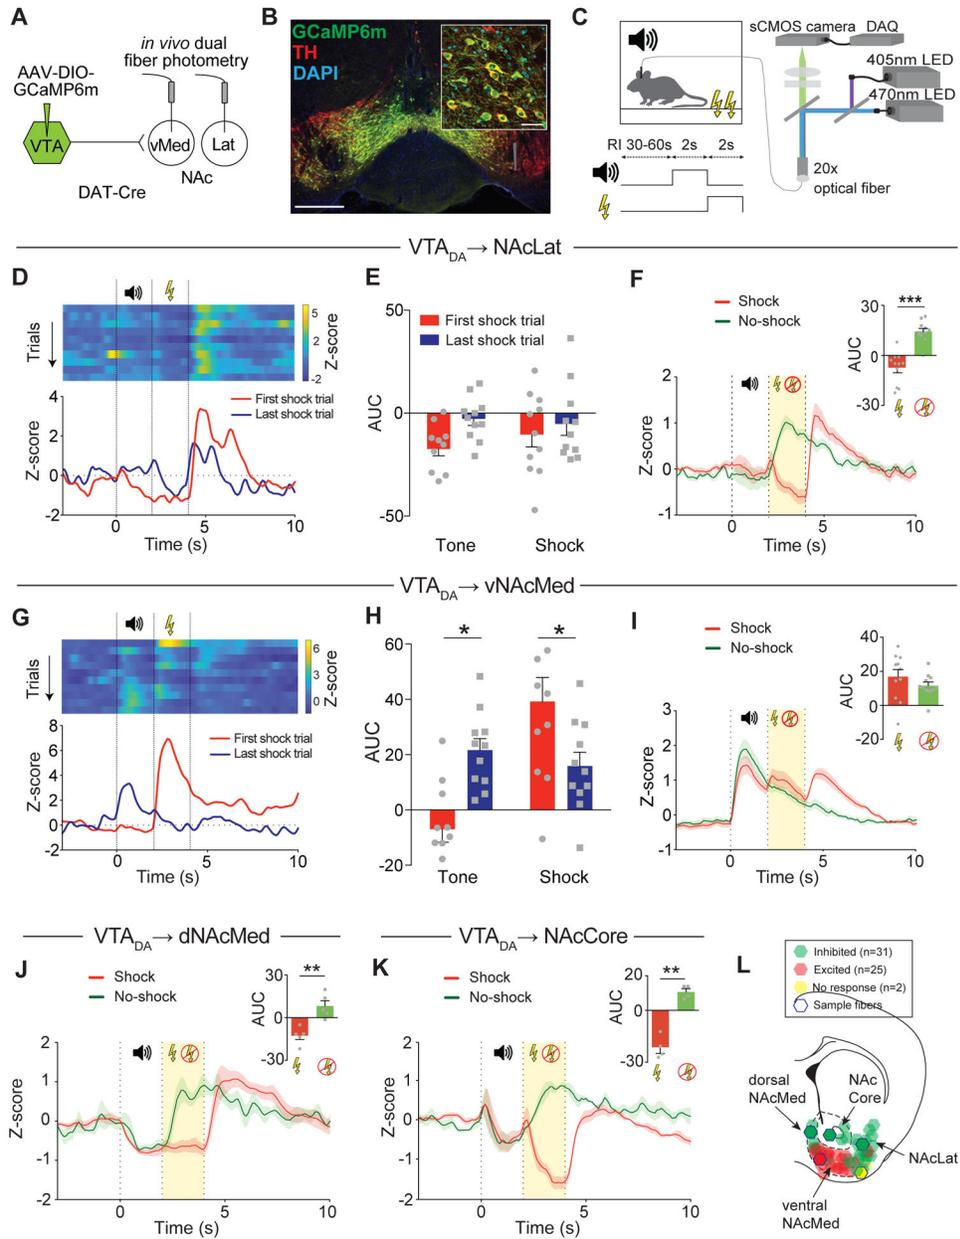 A
AAV-DIO-
GCaMP6m
in vivo dual
fiber photometry
VTA
vMed
Lat
NAc
DAT-Cre
B
GCaMP6m
TH
DAPI
C
sCMOS camera
DAQ
405nm LED
470nm LED
RI 30-60s
2s
2s
20x
optical fiber
VTADA→ NAcLat
D
Trials
5
2
-2
Z-score
First shock trial
Last shock trial
4
2
0
-2
Z-score
0
5
10
Time (s)
E
First shock trial
Last shock trial
50
0
-50
AUC
Tone
Shock
F
Shock
No-shock
30
0
-30
AUC
***
2
1
0
-1
Z-score
0
5
10
Time (s)
VTADA→ vNAcMed
G
Trials
6
3
0
Z-score
First shock trial
Last shock trial
8
6
4
2
0
-2
Z-score
0
5
10
Time (s)
H
*
*
60
40
20
0
-20
AUC
Tone
Shock
I
Shock
No-shock
40
20
0
-20
AUC
3
2
1
0
-1
Z-score
0
5
10
Time (s)
VTADA→ dNAcMed
J
Shock
No-shock
30
0
-30
AUC
**
2
1
0
-1
-2
Z-score
0
5
10
Time (s)
VTADA→ NAcCore
K
Shock
No-shock
20
0
-30
AUC
**
2
1
0
-1
-2
Z-score
0
5
10
Time (s)
L
Inhibited (n=31)
Excited (n=25)
No response (n=2)
Sample fibers
dorsal
NAcMed
NAc
Core
NAcLat
ventral
NAcMed